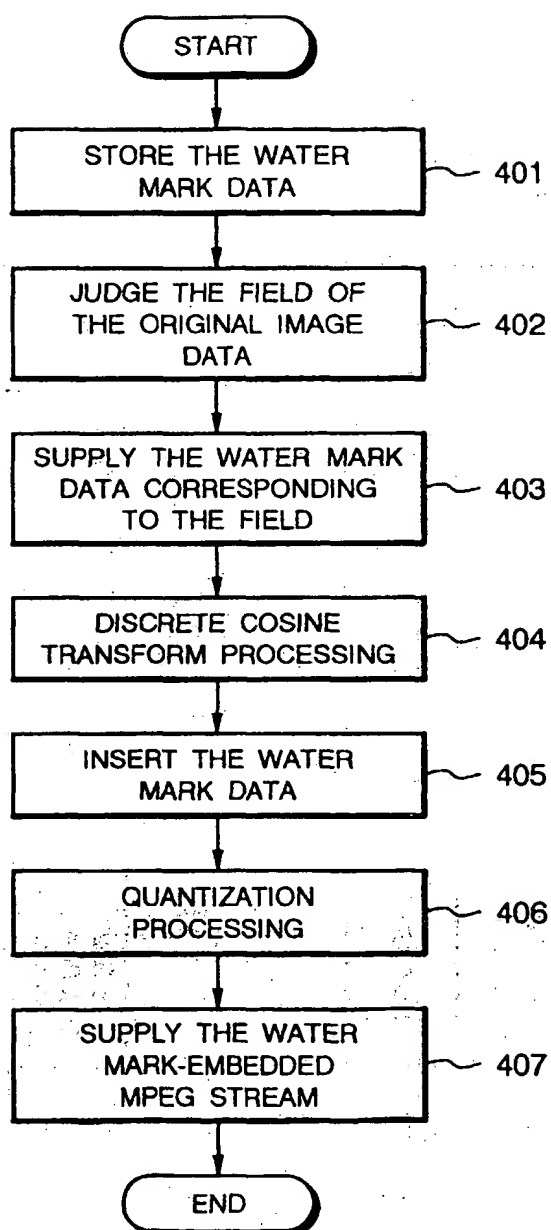 START
STORE THE WATER
MARK DATA
401
JUDGE THE FIELD OF
THE ORIGINAL IMAGE
DATA
402
SUPPLY THE WATER MARK
DATA CORRESPONDING
TO THE FIELD
403
DISCRETE COSINE
TRANSFORM PROCESSING
404
INSERT THE WATER
MARK DATA
405
QUANTIZATION
PROCESSING
406
SUPPLY THE WATER
MARK-EMBEDDED
MPEG STREAM
407
END